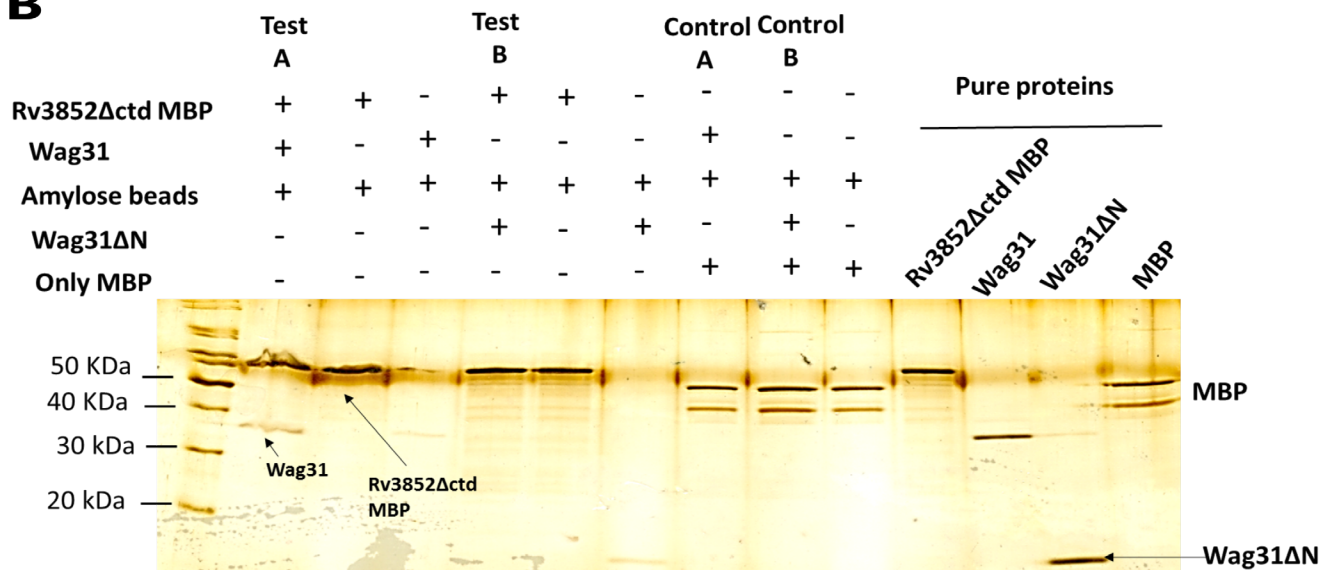 B
Test Test Control Control
A B A B
Pure proteins
Rv3852Δctd MBP + + - + + - - - -
Wag31 + - + - - - + - -
Amylose beads + + + + + + + + +
Wag31ΔN - - - + - + - + -
Only MBP - - - - - - + + +
Rv3852Δctd MBP
Wag31
Wag31ΔN
MBP
50 KDa
40 KDa
30 kDa
20 kDa
MBP
Wag31
Rv3852Δctd
MBP
Wag31ΔN